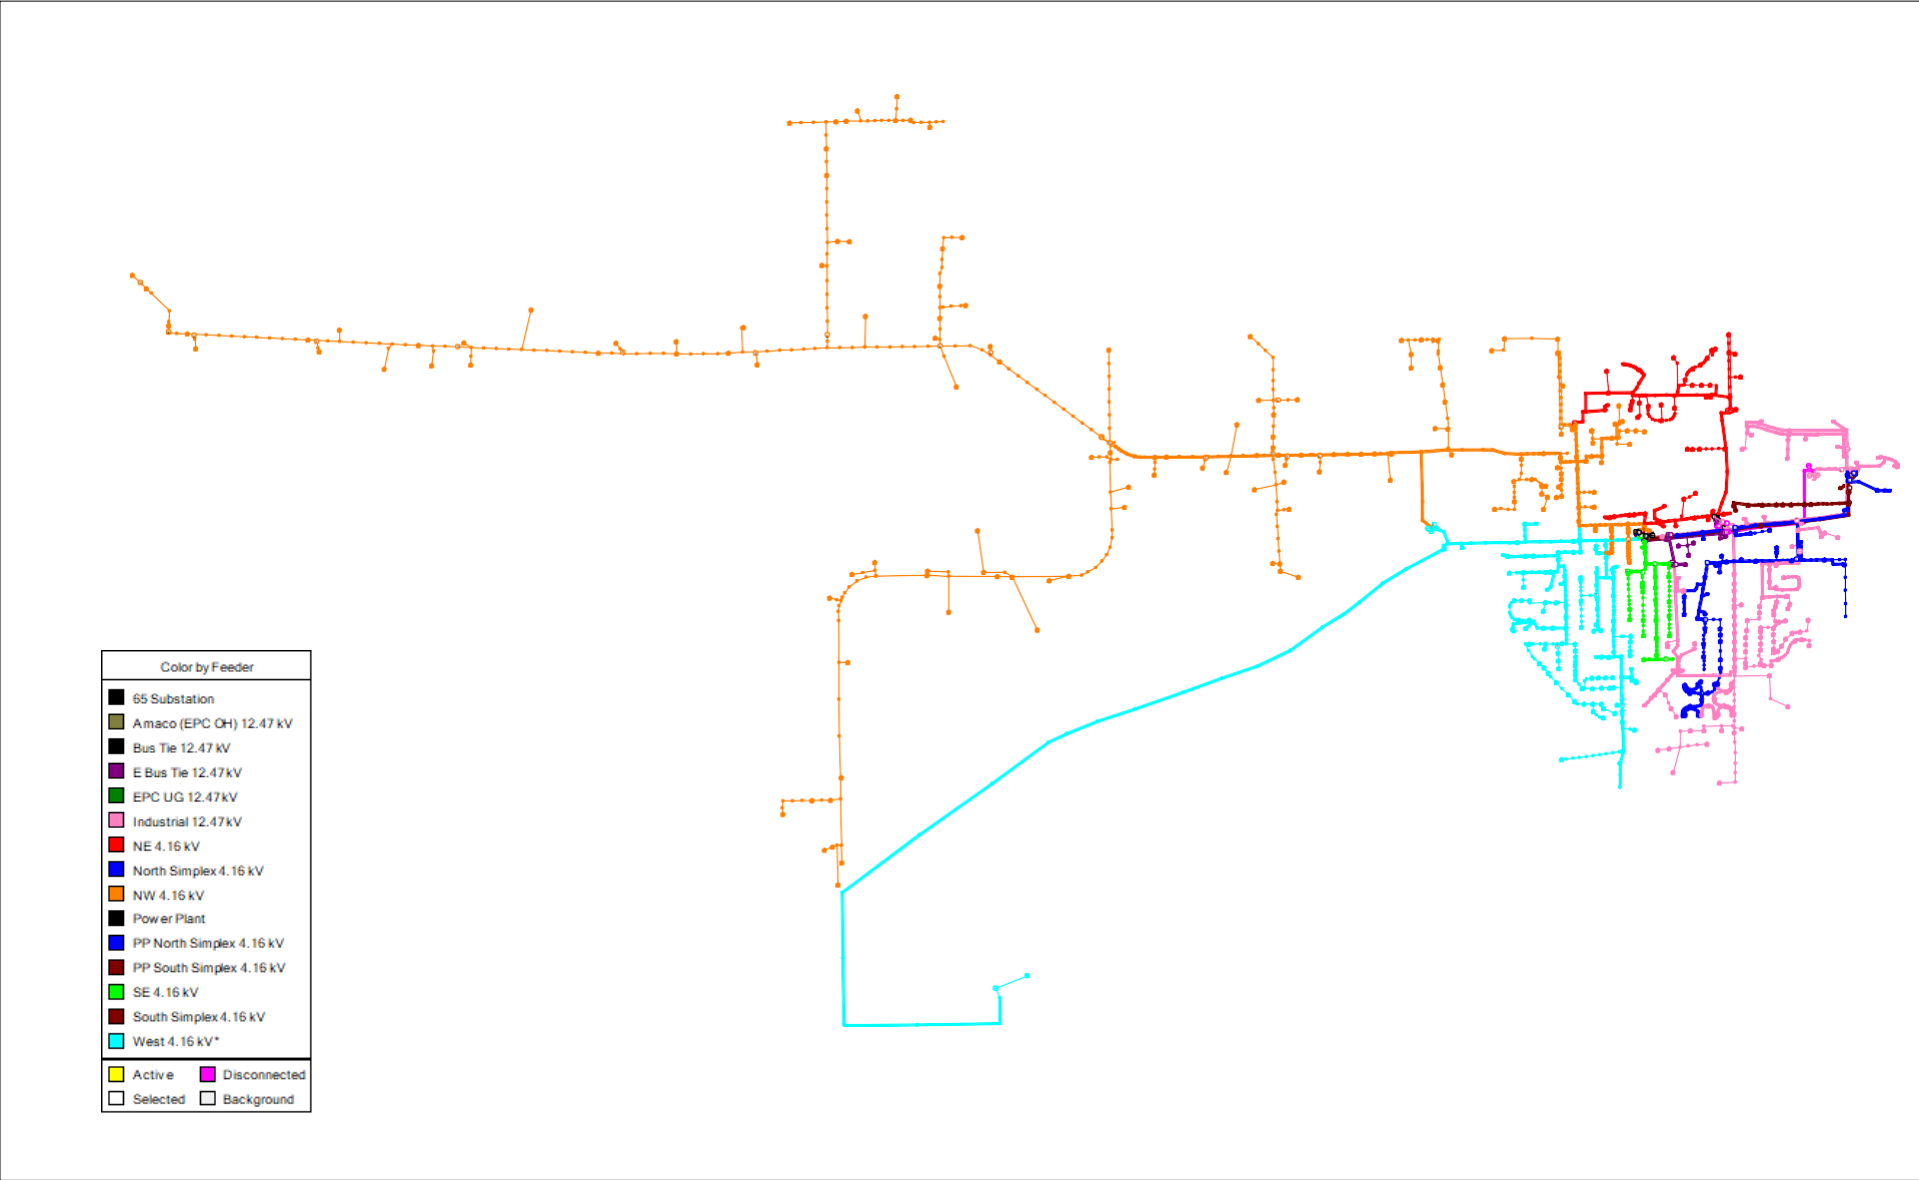 Color by Feeder
65 Substation
Amaco (EPC OH) 12.47 kV
Bus Tie 12.47 kV
E Bus Tie 12.47 kV
EPC UG 12.47 kV
Industrial 12.47 kV
NE 4.16 kV
North Simplex 4.16 kV
NW 4.16 kV
Power Plant
PP North Simplex 4.16 kV
PP South Simplex 4.16 kV
SE 4.16 kV
South Simplex 4.16 kV
West 4.16 kV*
Active Disconnected
Selected Background